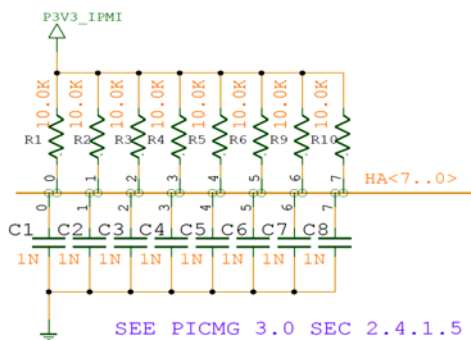 P3V3_IPMI
10.0K 10.0K 10.0K 10.0K 10.0K 10.0K 10.0K 10.0K
R1 R2 R3 R4 R5 R6 R9 R10
0 1 2 3 4 5 6 7
HA<7..0>
0 1 2 3 4 5 6 7
C1 C2 C3 C4 C5 C6 C7 C8
1N 1N 1N 1N 1N 1N 1N 1N
SEE PICMG 3.0 SEC 2.4.1.5